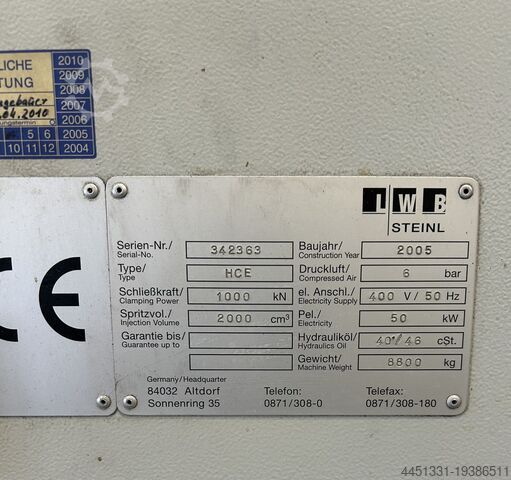 LICHE 2010
TUNG 2009
2008
2007
.04.2010 2006
5 6 2005
10 11 12 2004
CE
LWB
STEINL
Serien-Nr./ 342363 Baujahr/ 2005
Serial-No. Construction Year
Type/ HCE Druckluft/ 6 bar
Type Compressed Air
Schließkraft/ 1000 kN el. Anschl./ 400 V / 50 Hz
Clamping Power Electricity Supply
Spritzvol./ 2000 cm³ Pel./ 50 kW
Injection Volume Electricity
Garantie bis/ Hydrauliköl/ 40/46 cSt.
Guarantee up to Hydraulics Oil
Gewicht/ 8800 kg
Machine Weight
Germany/Headquarter
84032 Altdorf Telefon: Telefax:
Sonnenring 35 0871/308-0 0871/308-180
4451331-19386511